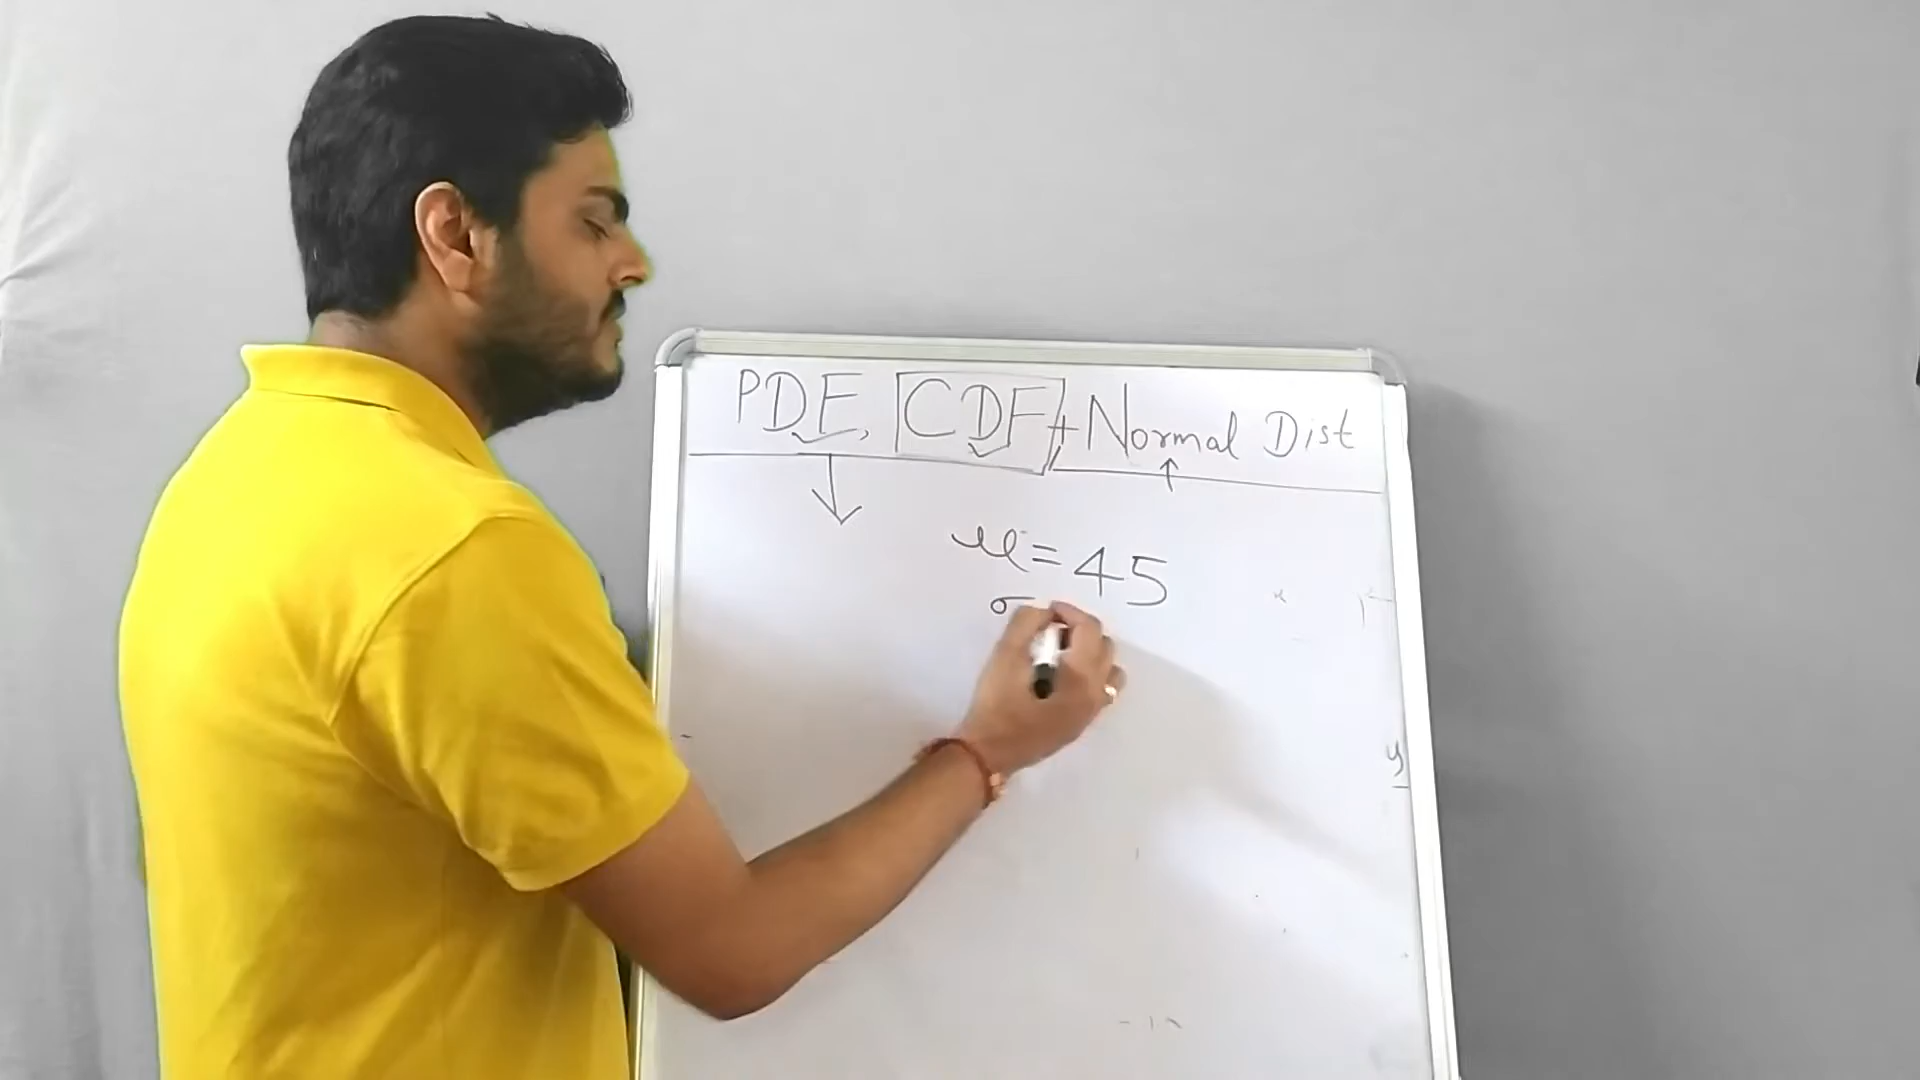 PDF, CDF, Normal Dist
μ = 45
σ
y